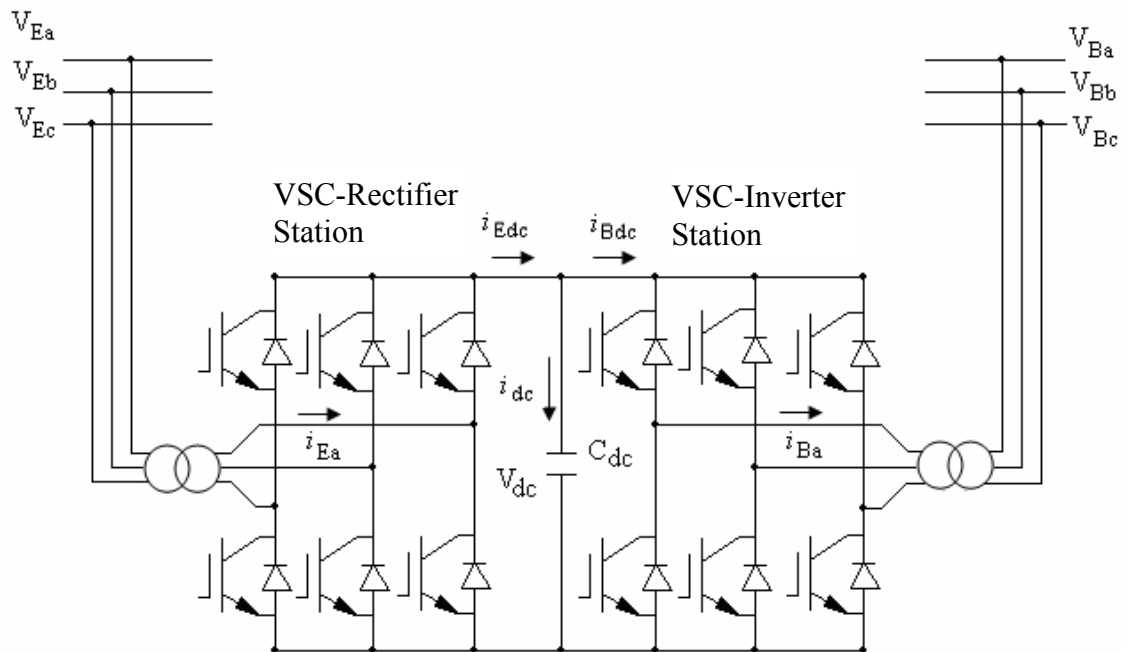 V_Ea
V_Eb
V_Ec
V_Ba
V_Bb
V_Bc
VSC-Rectifier
Station
VSC-Inverter
Station
i_Edc
i_Bdc
i_dc
i_Ea
i_Ba
C_dc
V_dc